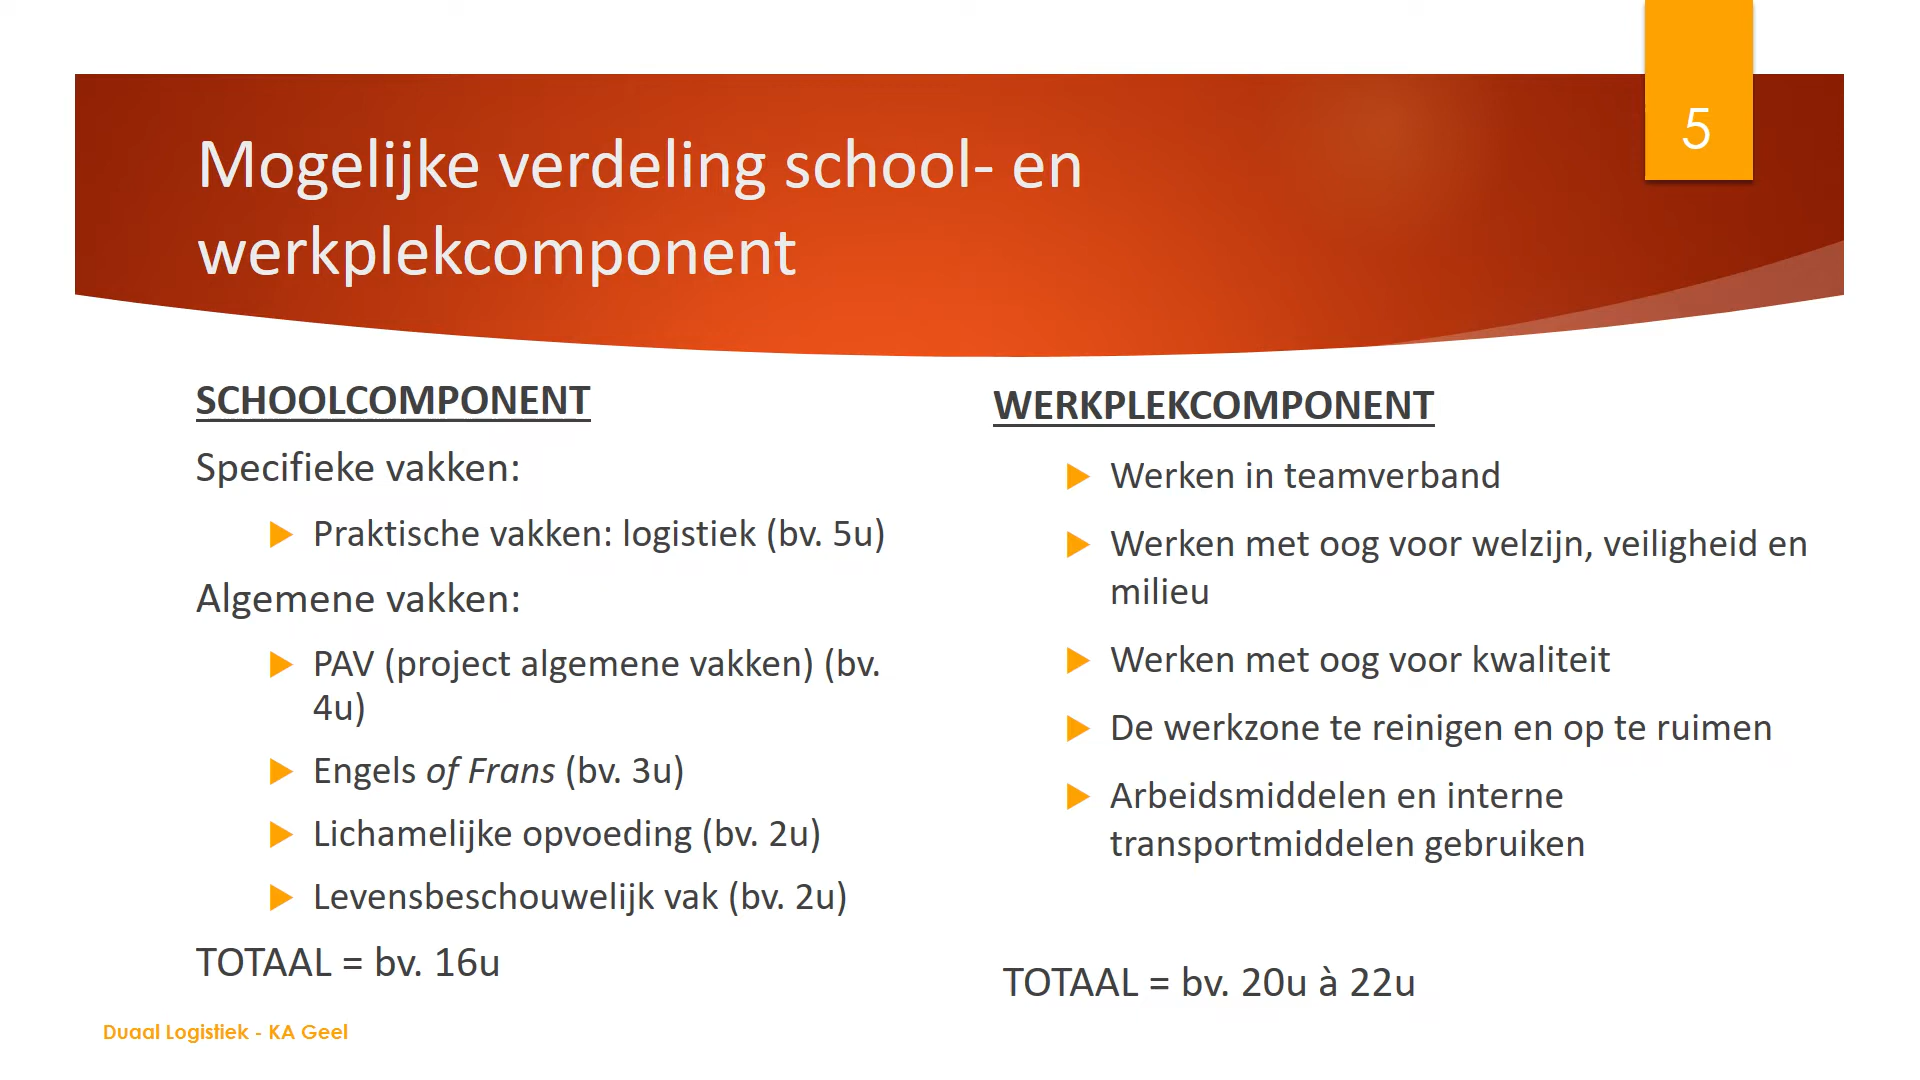 5
Mogelijke verdeling school- en
werkplekcomponent
SCHOOLCOMPONENT
Specifieke vakken:
Praktische vakken: logistiek (bv. 5u)
Algemene vakken:
PAV (project algemene vakken) (bv.
4u)
Engels of Frans (bv. 3u)
Lichamelijke opvoeding (bv. 2u)
Levensbeschouwelijk vak (bv. 2u)
TOTAAL = bv. 16u
WERKPLEKCOMPONENT
Werken in teamverband
Werken met oog voor welzijn, veiligheid en
milieu
Werken met oog voor kwaliteit
De werkzone te reinigen en op te ruimen
Arbeidsmiddelen en interne
transportmiddelen gebruiken
TOTAAL = bv. 20u à 22u
Duaal Logistiek - KA Geel